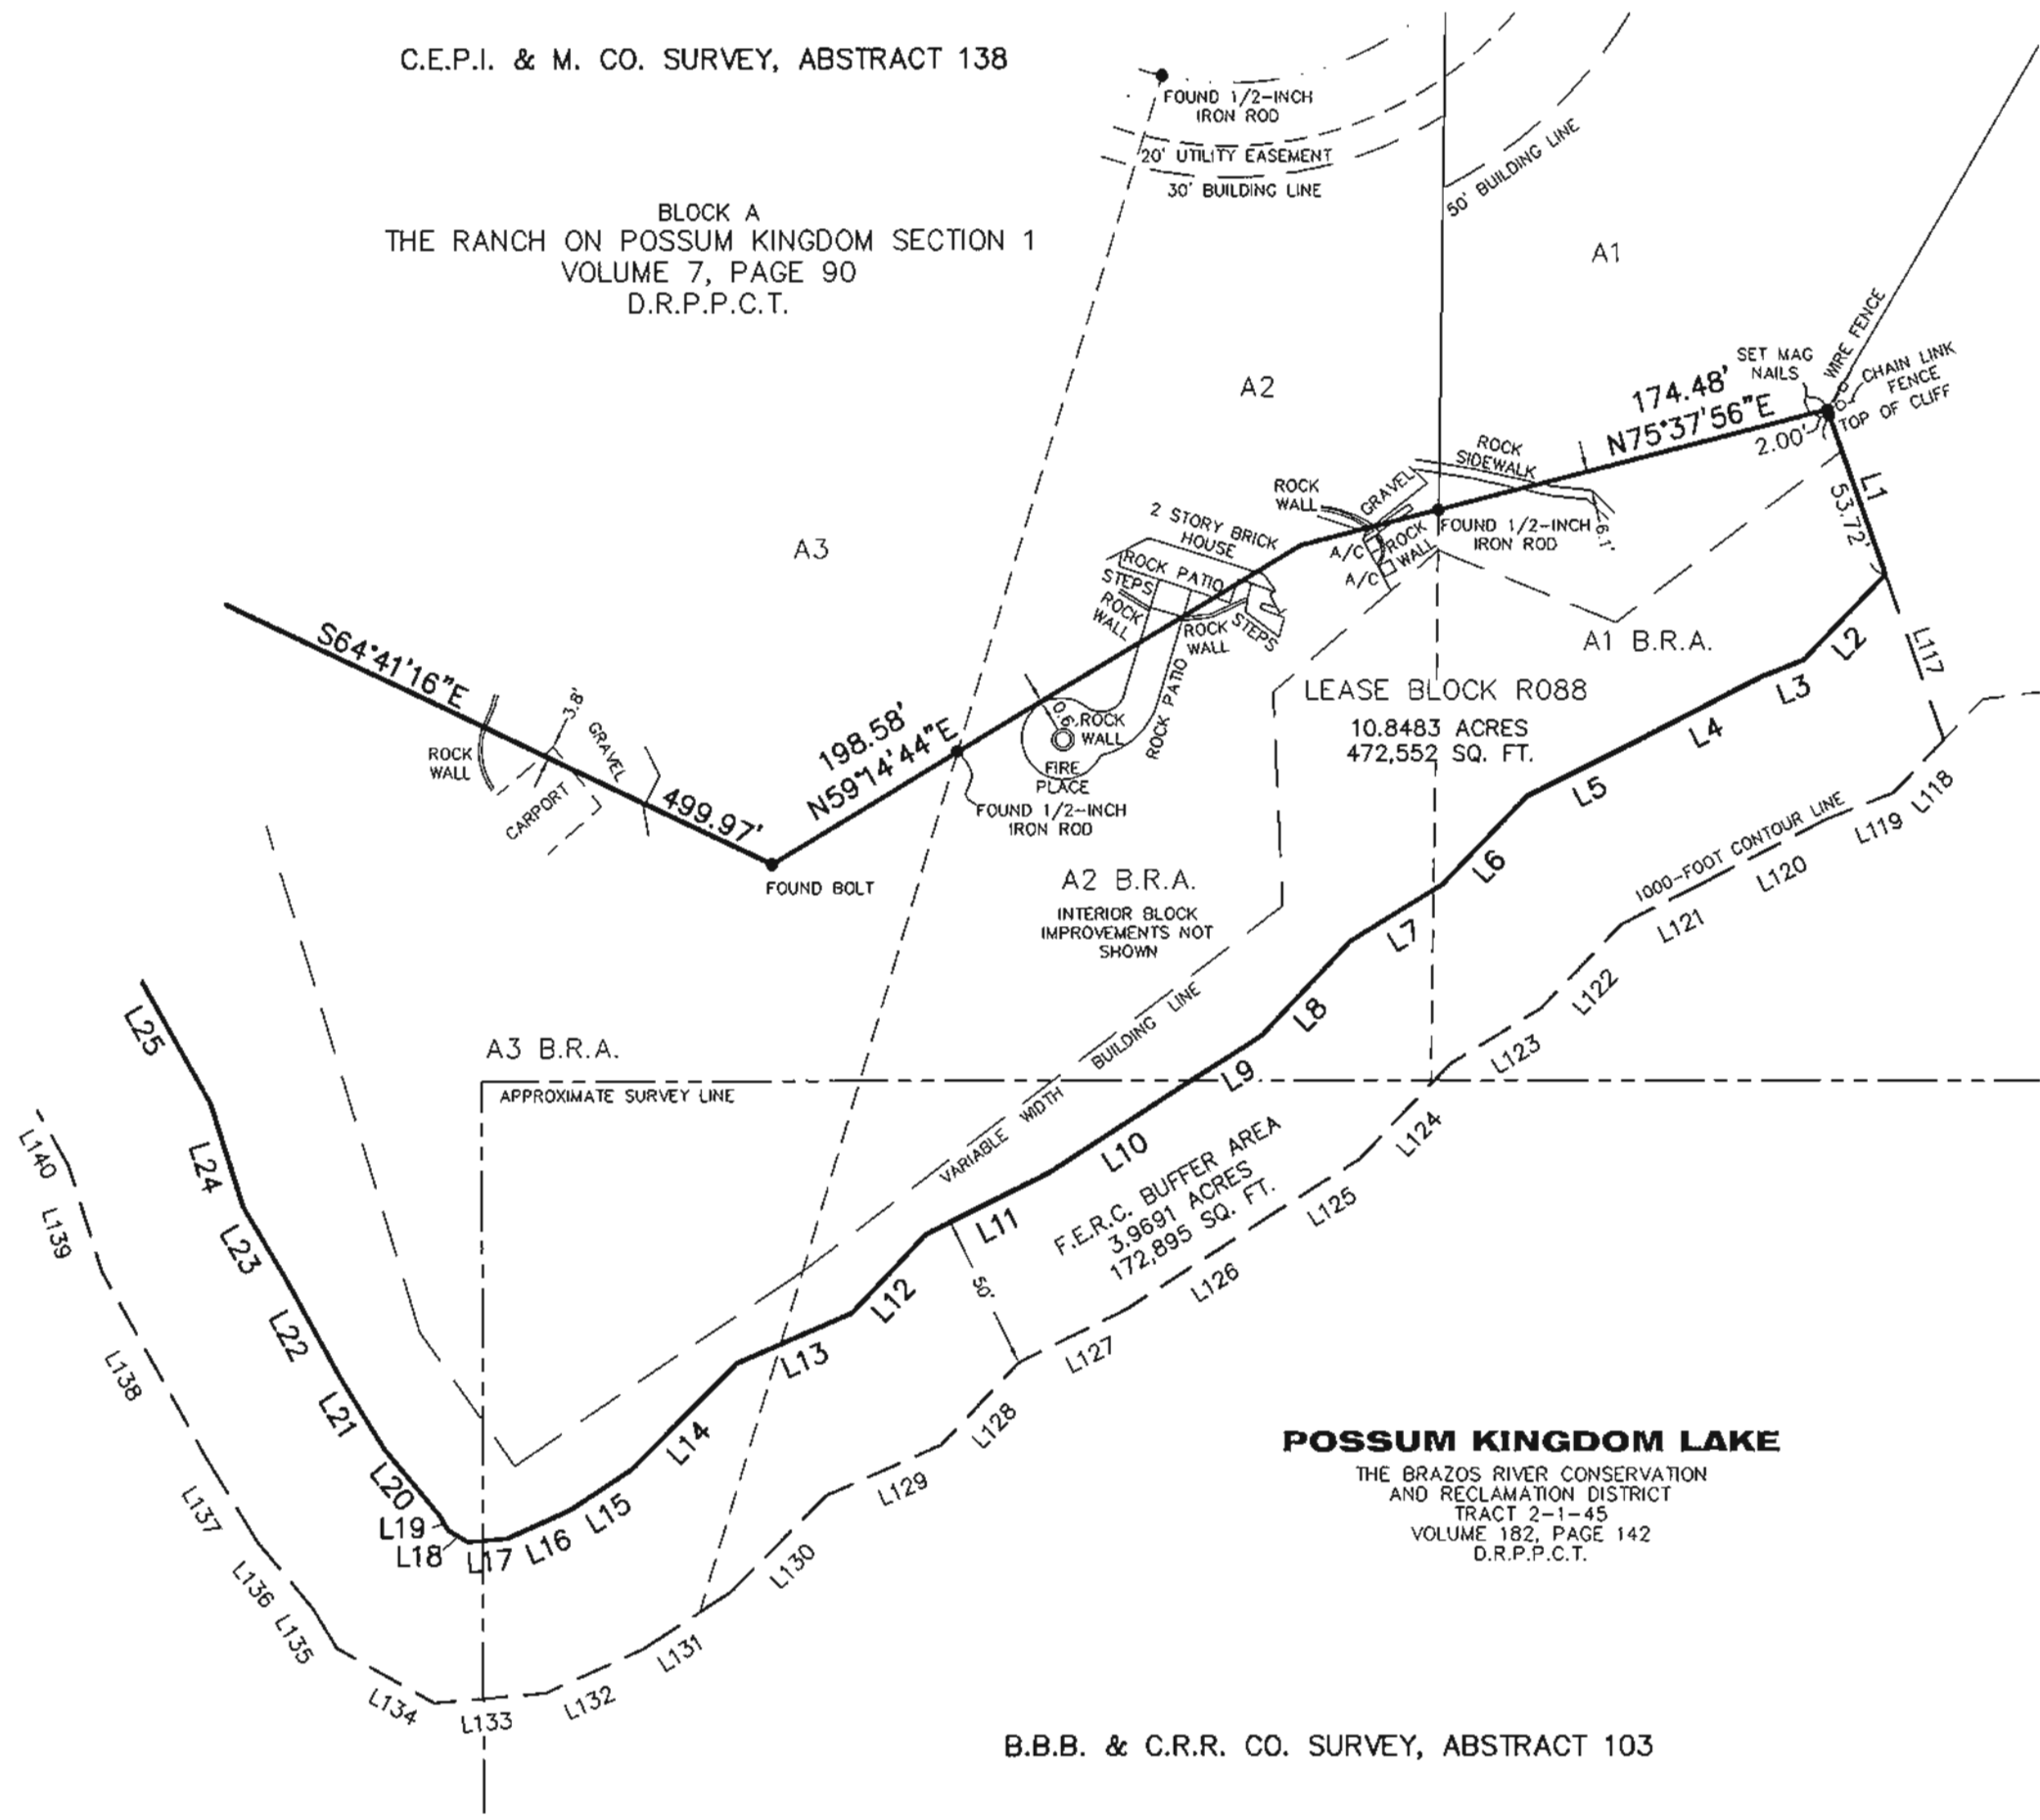 C.E.P.I. & M. CO. SURVEY, ABSTRACT 138
FOUND 1/2-INCH
IRON ROD
20' UTILITY EASEMENT
30' BUILDING LINE
50' BUILDING LINE
BLOCK A
THE RANCH ON POSSUM KINGDOM SECTION 1
VOLUME 7, PAGE 90
D.R.P.P.C.T.
A1
A2
A3
WIRE FENCE
SET MAG
NAILS
CHAIN LINK
FENCE
TOP OF CLIFF
174.48'
N75°37'56"E
2.00'
L1
53.72'
ROCK
SIDEWALK
GRAVEL
ROCK
WALL
2 STORY BRICK
HOUSE
FOUND 1/2-INCH
IRON ROD
6.1'
A/C
ROCK
WALL
A/C
ROCK PATIO
STEPS
ROCK
WALL
ROCK
WALL
STEPS
ROCK PATIO
A1 B.R.A.
L2
L117
L3
LEASE BLOCK R088
10.8483 ACRES
472,552 SQ. FT.
L4
L5
S64°41'16"E
499.97'
ROCK
WALL
3.8'
GRAVEL
CARPORT
198.58'
N59°14'44"E
0.6'
ROCK
WALL
FIRE
PLACE
FOUND 1/2-INCH
IRON ROD
FOUND BOLT
A2 B.R.A.
INTERIOR BLOCK
IMPROVEMENTS NOT
SHOWN
L6
L7
L8
L9
L10
L11
L12
L13
L14
L15
L16
L17
L18
L19
L20
L21
L22
L23
L24
L25
1000-FOOT CONTOUR LINE
L118
L119
L120
L121
L122
L123
L124
L125
L126
L127
L128
L129
L130
L131
L132
L133
L134
L135
L136
L137
L138
L139
L140
A3 B.R.A.
APPROXIMATE SURVEY LINE
VARIABLE WIDTH BUILDING LINE
F.E.R.C. BUFFER AREA
3.9691 ACRES
172,895 SQ. FT.
50'
POSSUM KINGDOM LAKE
THE BRAZOS RIVER CONSERVATION
AND RECLAMATION DISTRICT
TRACT 2-1-45
VOLUME 182, PAGE 142
D.R.P.P.C.T.
B.B.B. & C.R.R. CO. SURVEY, ABSTRACT 103